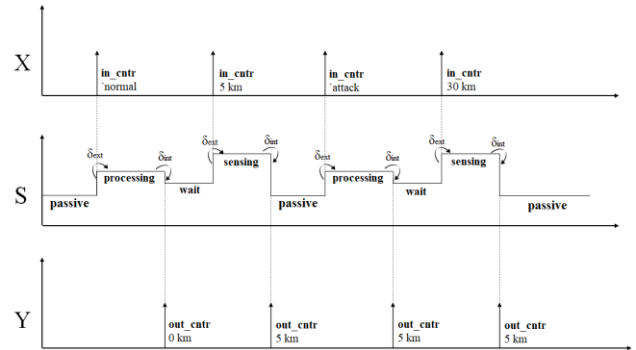 X
in_cntr
`normal
in_cntr
5 km
in_cntr
`attack
in_cntr
30 km
S
passive
δext
processing
δint
wait
δext
sensing
δint
passive
δext
processing
δint
wait
δext
sensing
δint
passive
Y
out_cntr
0 km
out_cntr
5 km
out_cntr
5 km
out_cntr
5 km